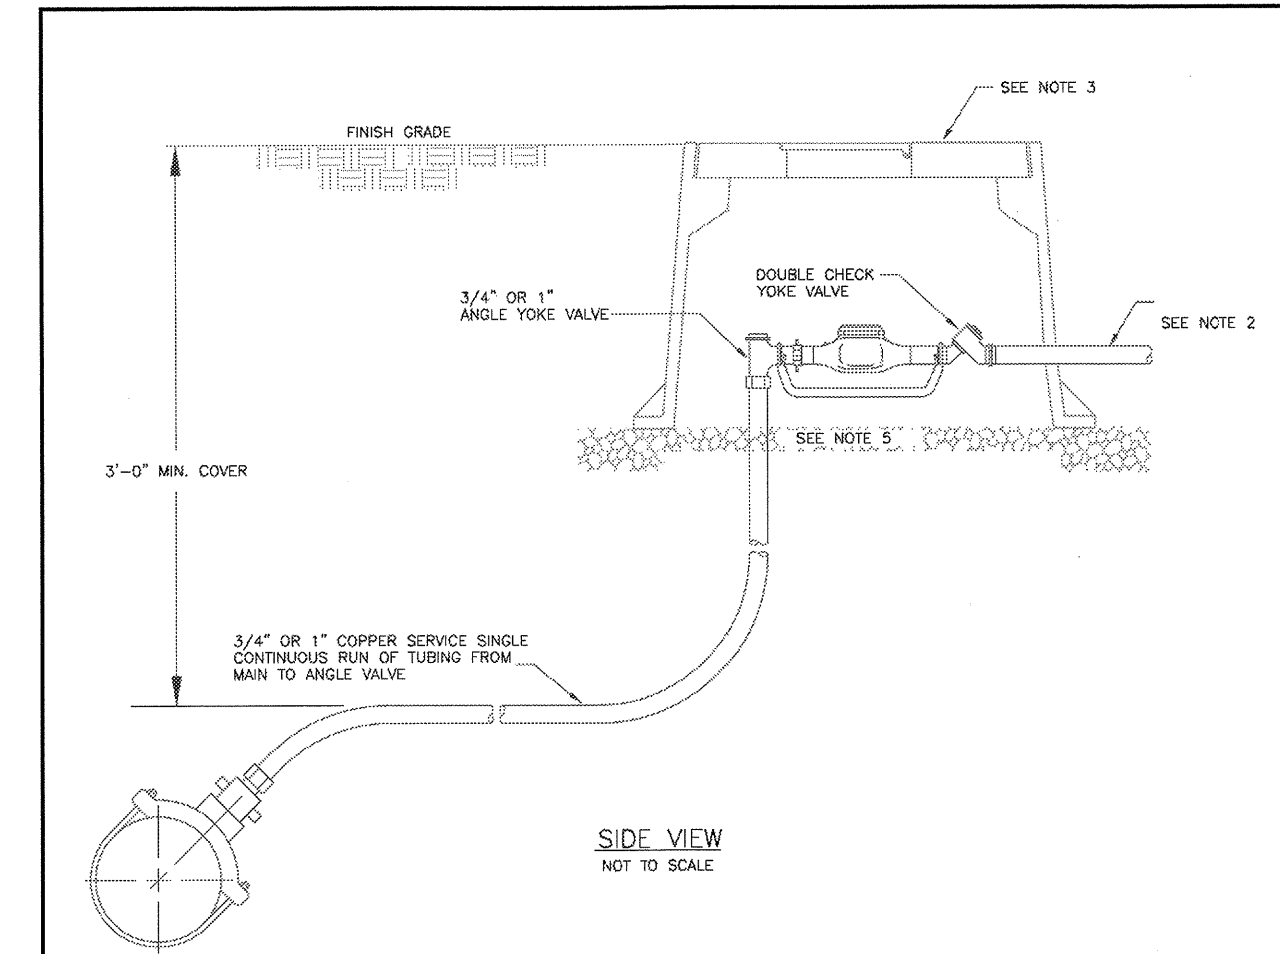 SEE NOTE 3
FINISH GRADE
DOUBLE CHECK
YOKE VALVE
3/4" OR 1"
ANGLE YOKE VALVE
SEE NOTE 2
SEE NOTE 5
3'-0" MIN. COVER
3/4" OR 1" COPPER SERVICE SINGLE
CONTINUOUS RUN OF TUBING FROM
MAIN TO ANGLE VALVE
SIDE VIEW
NOT TO SCALE